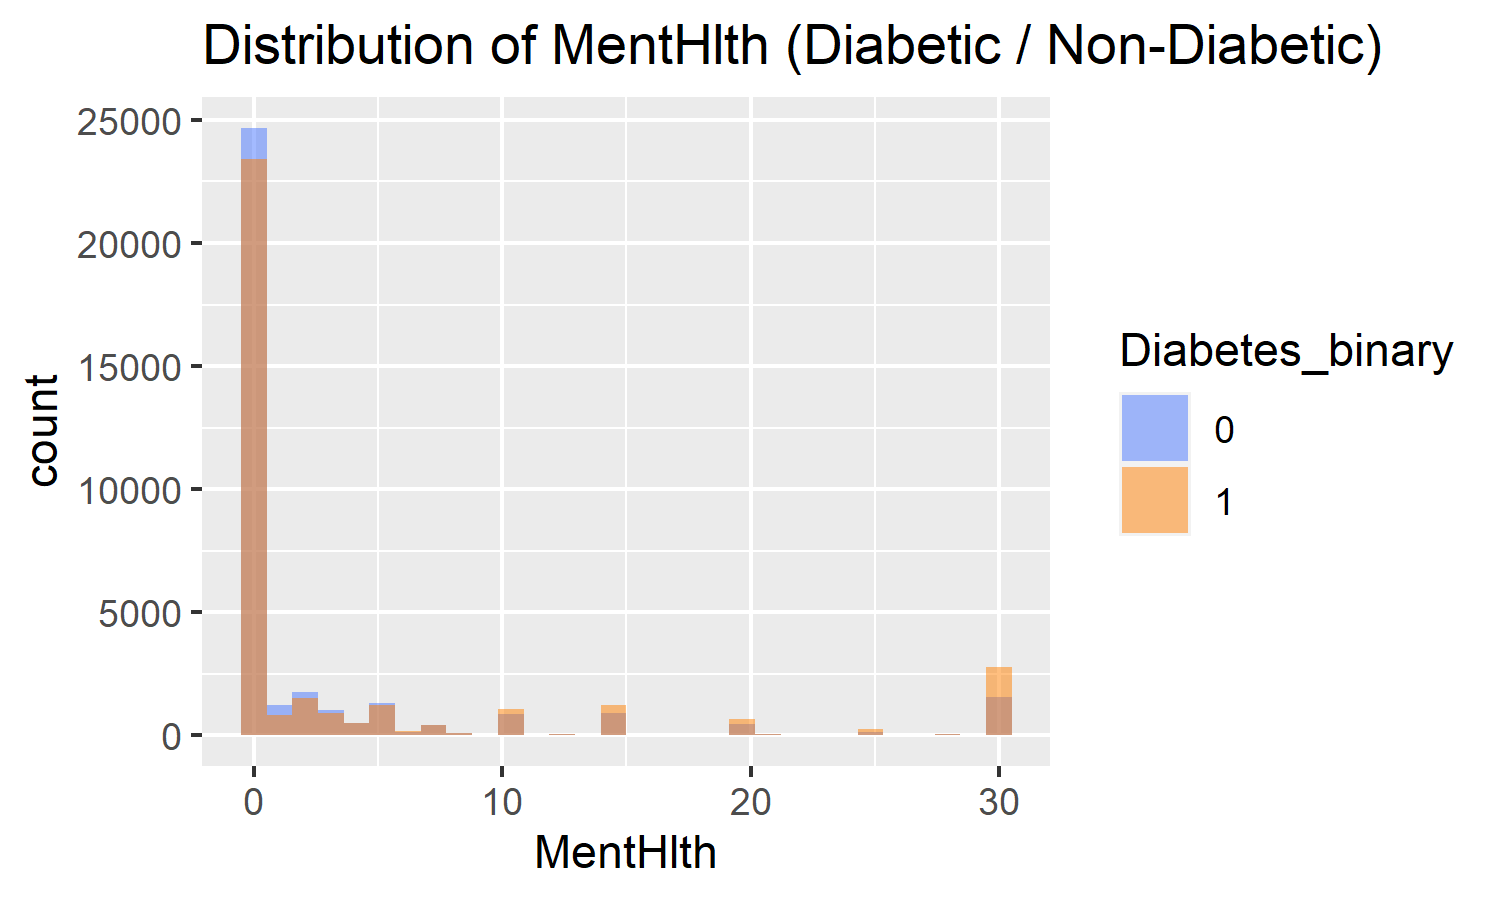 Distribution of MentHlth (Diabetic / Non-Diabetic)
25000
20000
15000
10000
5000
0
count
0 10 20 30
MentHlth
Diabetes_binary
0
1